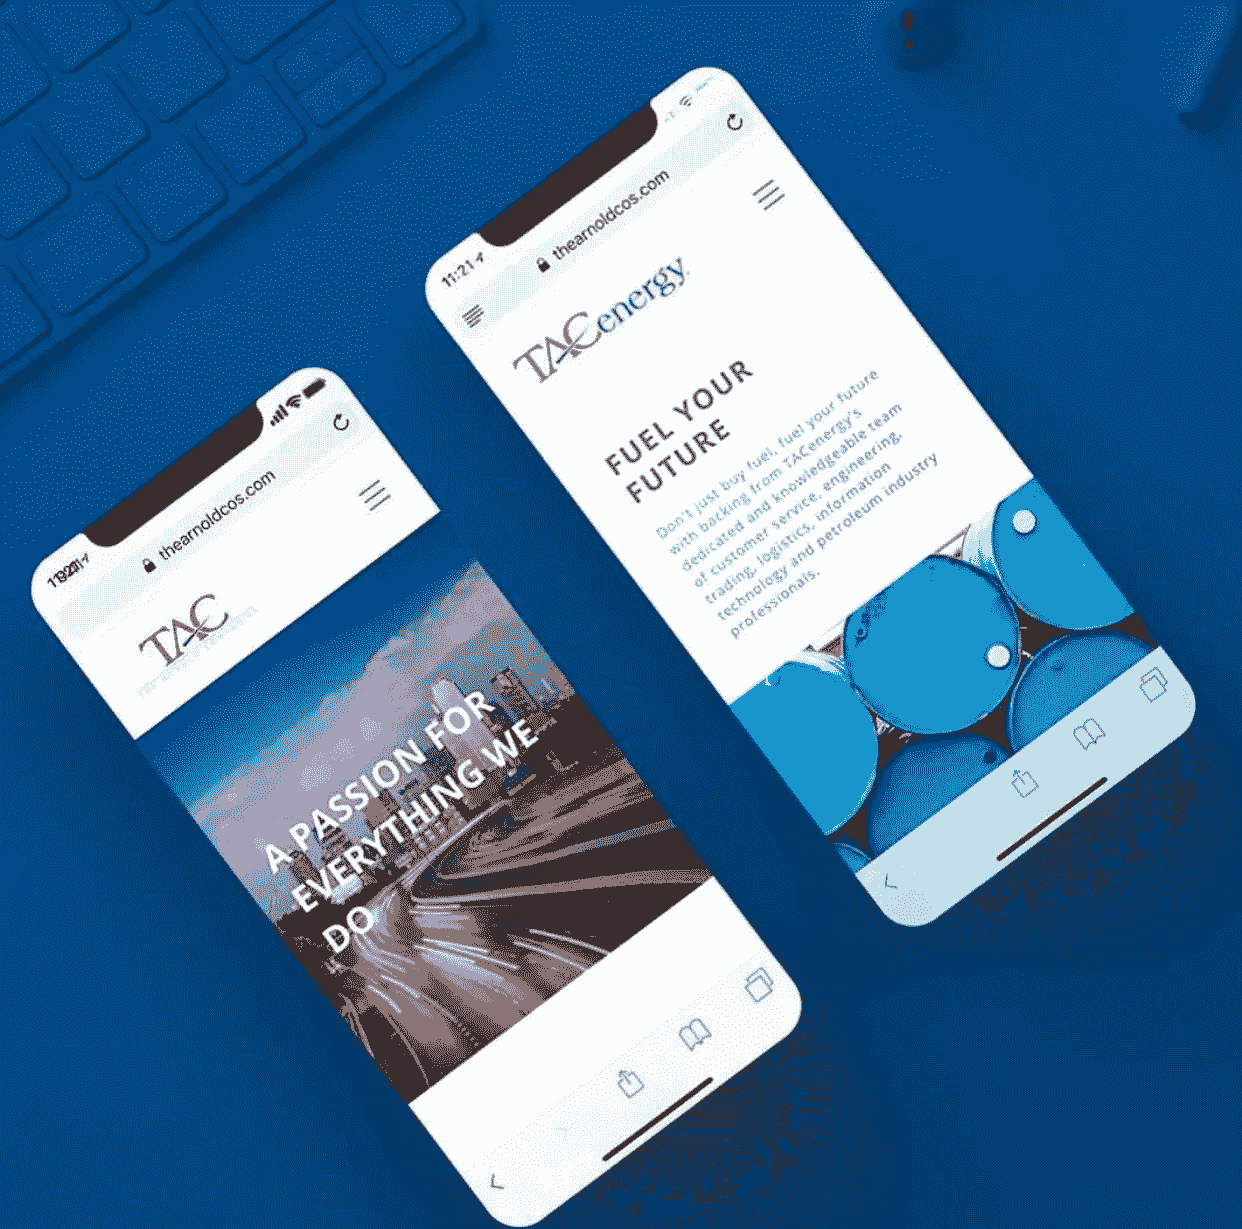 thearnoldcos.com
TAC
A PASSION FOR
EVERYTHING WE
DO
11:21
thearnoldcos.com
TACenergy.
FUEL YOUR
FUTURE
Don't just buy fuel, fuel your future
with backing from TACenergy's
dedicated and knowledgeable team
of customer service, engineering,
trading, logistics, information
technology and petroleum industry
professionals.